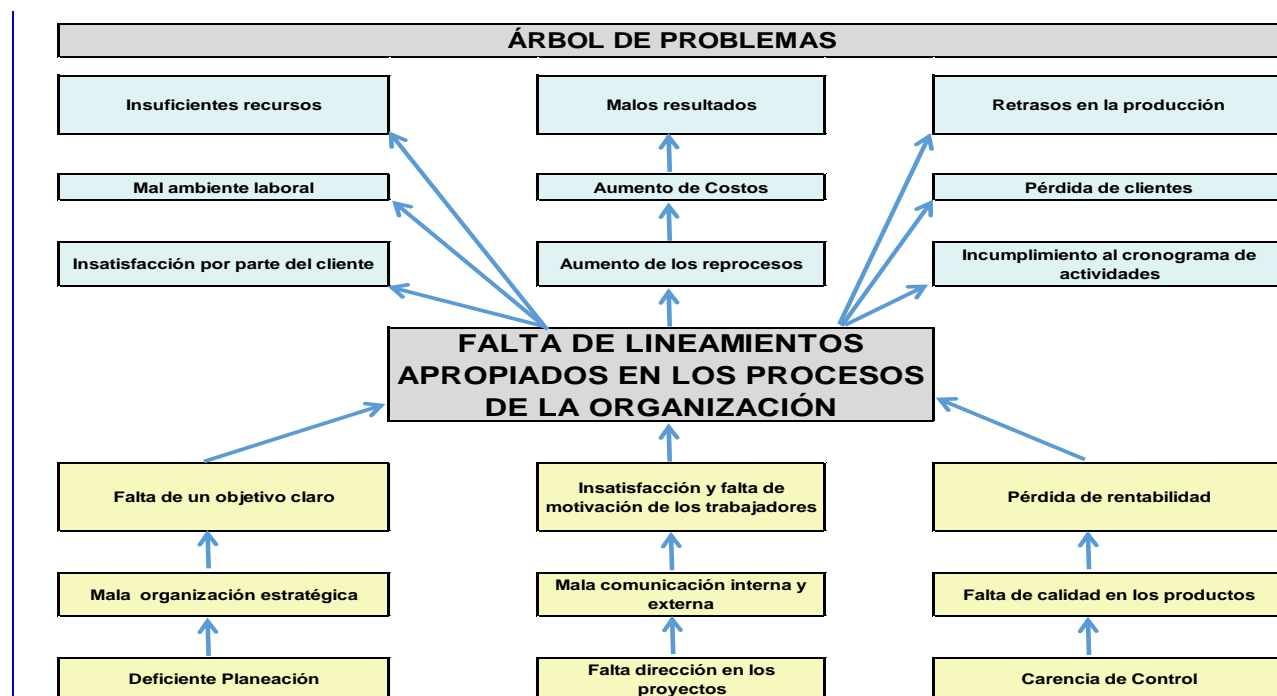 ÁRBOL DE PROBLEMAS
Insuficientes recursos
Malos resultados
Retrasos en la producción
Mal ambiente laboral
Aumento de Costos
Pérdida de clientes
Insatisfacción por parte del cliente
Aumento de los reprocesos
Incumplimiento al cronograma de
actividades
FALTA DE LINEAMIENTOS
APROPIADOS EN LOS PROCESOS
DE LA ORGANIZACIÓN
Falta de un objetivo claro
Insatisfacción y falta de
motivación de los trabajadores
Pérdida de rentabilidad
Mala  organización estratégica
Mala comunicación interna y
externa
Falta de calidad en los productos
Deficiente Planeación
Falta dirección en los
proyectos
Carencia de Control